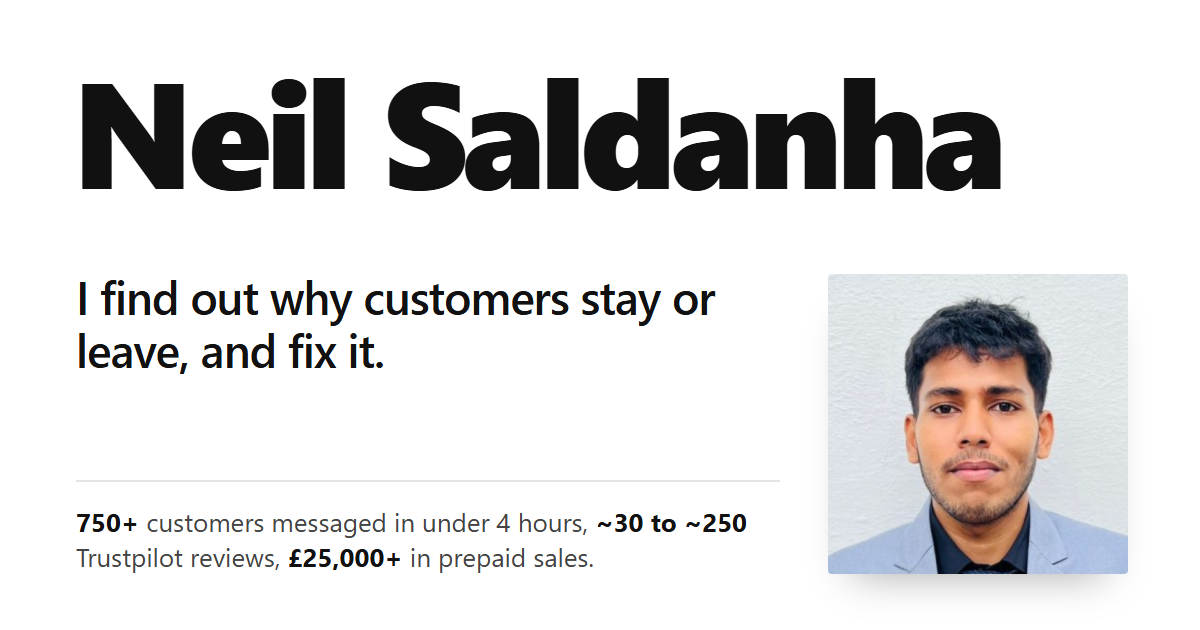 Neil Saldanha
I find out why customers stay or
leave, and fix it.
750+ customers messaged in under 4 hours, ~30 to ~250
Trustpilot reviews, £25,000+ in prepaid sales.